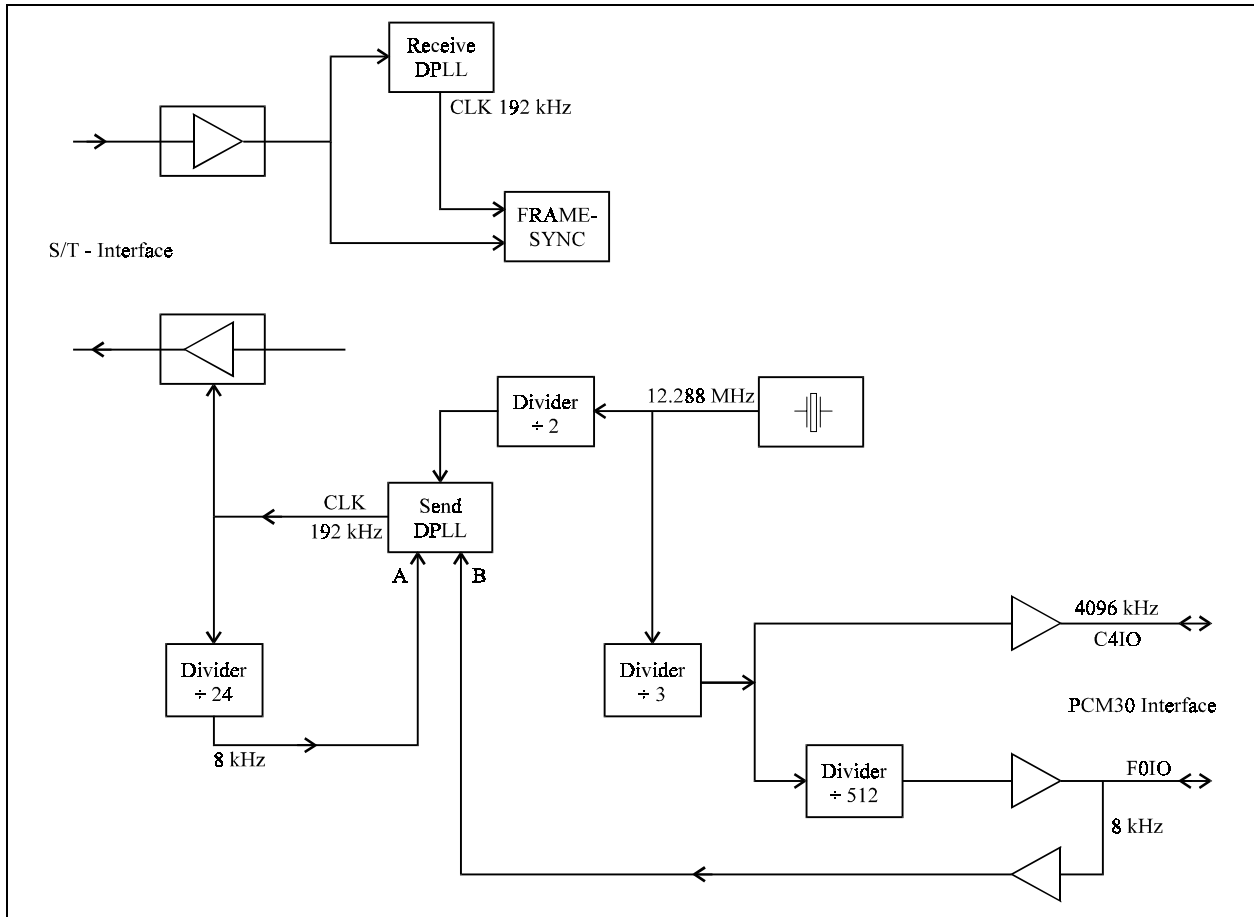 Receive
DPLL
CLK 192 kHz
FRAME-
SYNC
S/T - Interface
12.288 MHz
Divider
÷ 2
CLK
192 kHz
Send
DPLL
A
B
4096 kHz
C4IO
Divider
÷ 24
Divider
÷ 3
PCM30 Interface
8 kHz
Divider
÷ 512
F0IO
8 kHz